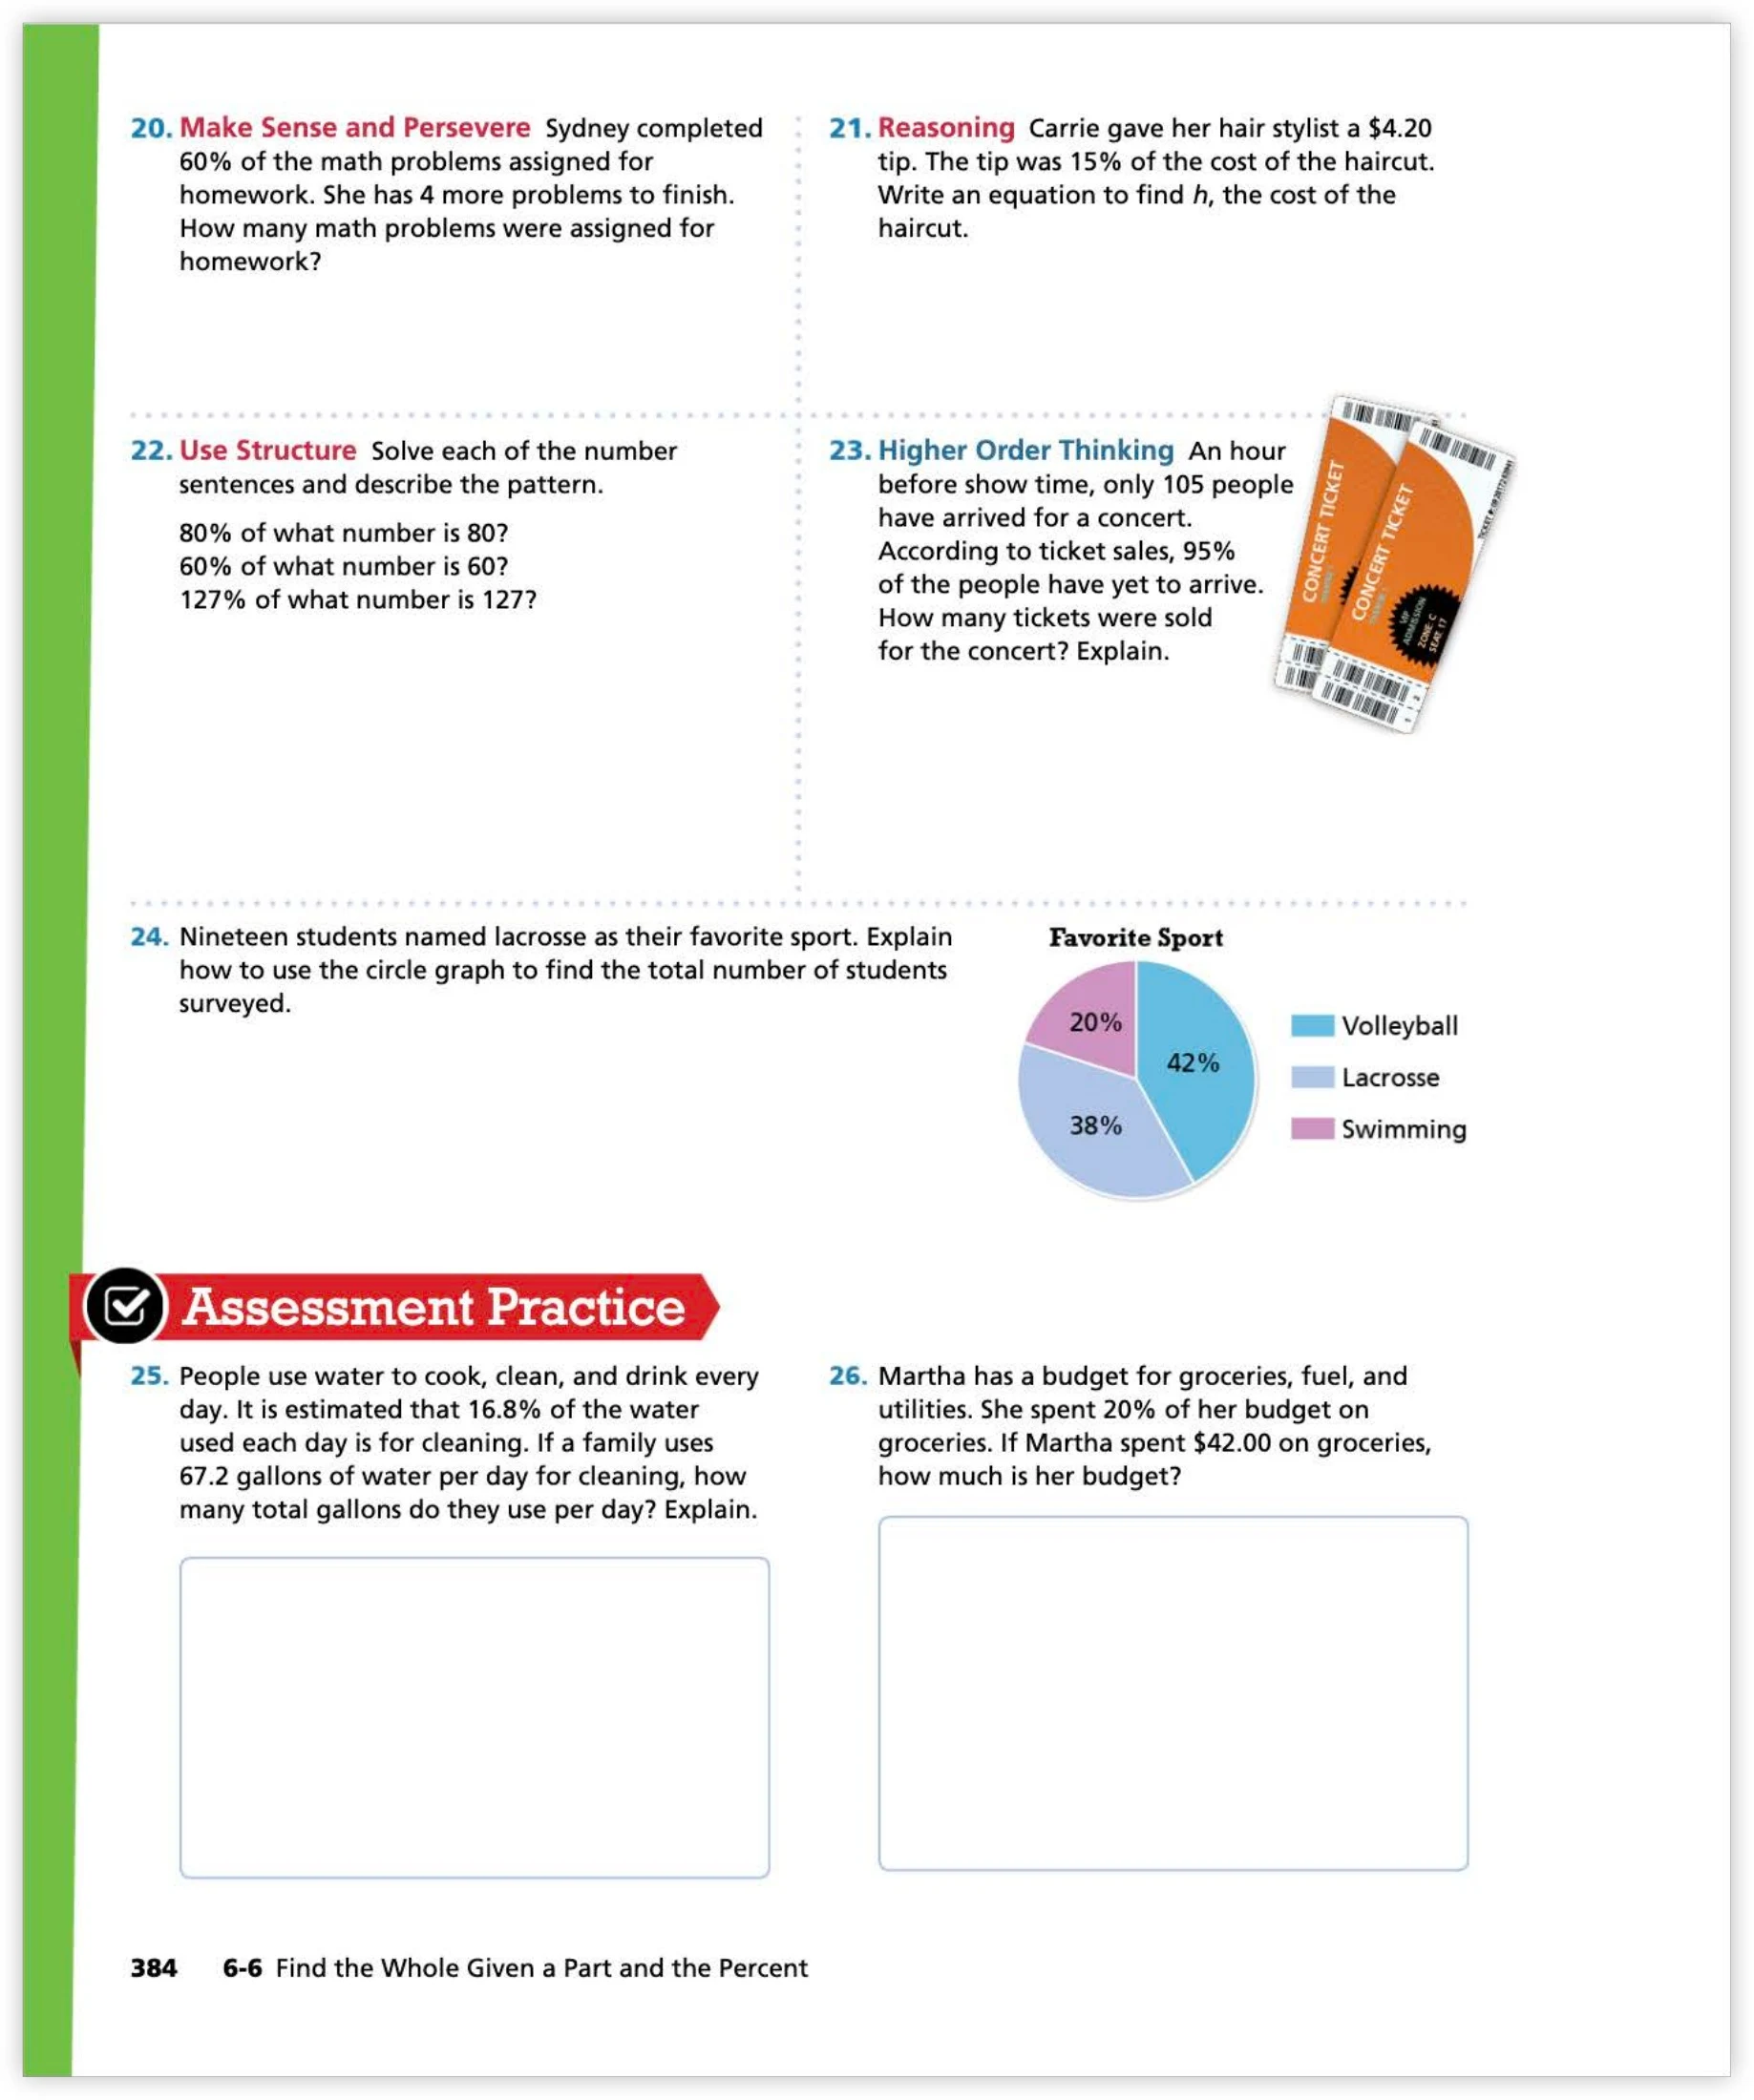 20. Make Sense and Persevere Sydney completed
60% of the math problems assigned for
homework. She has 4 more problems to finish.
How many math problems were assigned for
homework?
21. Reasoning Carrie gave her hair stylist a $4.20
tip. The tip was 15% of the cost of the haircut.
Write an equation to find h, the cost of the
haircut.
22. Use Structure Solve each of the number
sentences and describe the pattern.
80% of what number is 80?
60% of what number is 60?
127% of what number is 127?
23. Higher Order Thinking An hour
before show time, only 105 people
have arrived for a concert.
According to ticket sales, 95%
of the people have yet to arrive.
How many tickets were sold
for the concert? Explain.
CONCERT TICKET
CONCERT TICKET
VIP
ADMISSION
ZONE C
SEAT 17
24. Nineteen students named lacrosse as their favorite sport. Explain
how to use the circle graph to find the total number of students
surveyed.
Favorite Sport
20%
42%
38%
Volleyball
Lacrosse
Swimming
Assessment Practice
25. People use water to cook, clean, and drink every
day. It is estimated that 16.8% of the water
used each day is for cleaning. If a family uses
67.2 gallons of water per day for cleaning, how
many total gallons do they use per day? Explain.
26. Martha has a budget for groceries, fuel, and
utilities. She spent 20% of her budget on
groceries. If Martha spent $42.00 on groceries,
how much is her budget?
384 6-6 Find the Whole Given a Part and the Percent